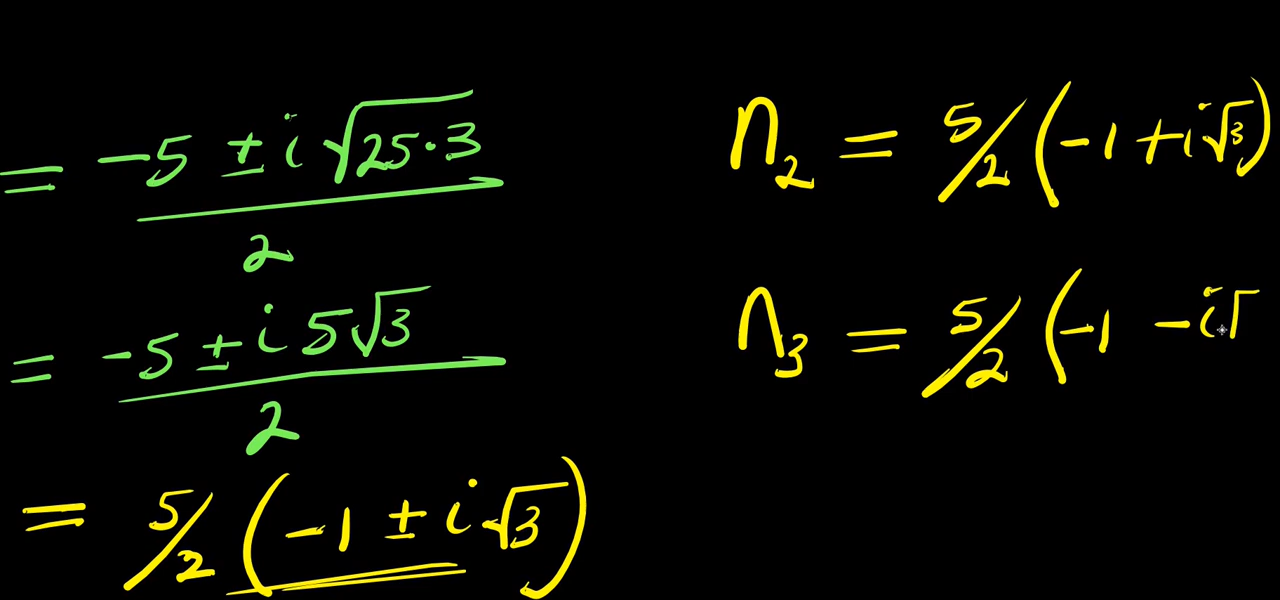 = (-5 ± i√(25·3))/2
= (-5 ± i5√3)/2
= 5/2 (-1 ± i√3)
n₂ = 5/2 (-1 + i√3)
n₃ = 5/2 (-1 - i√